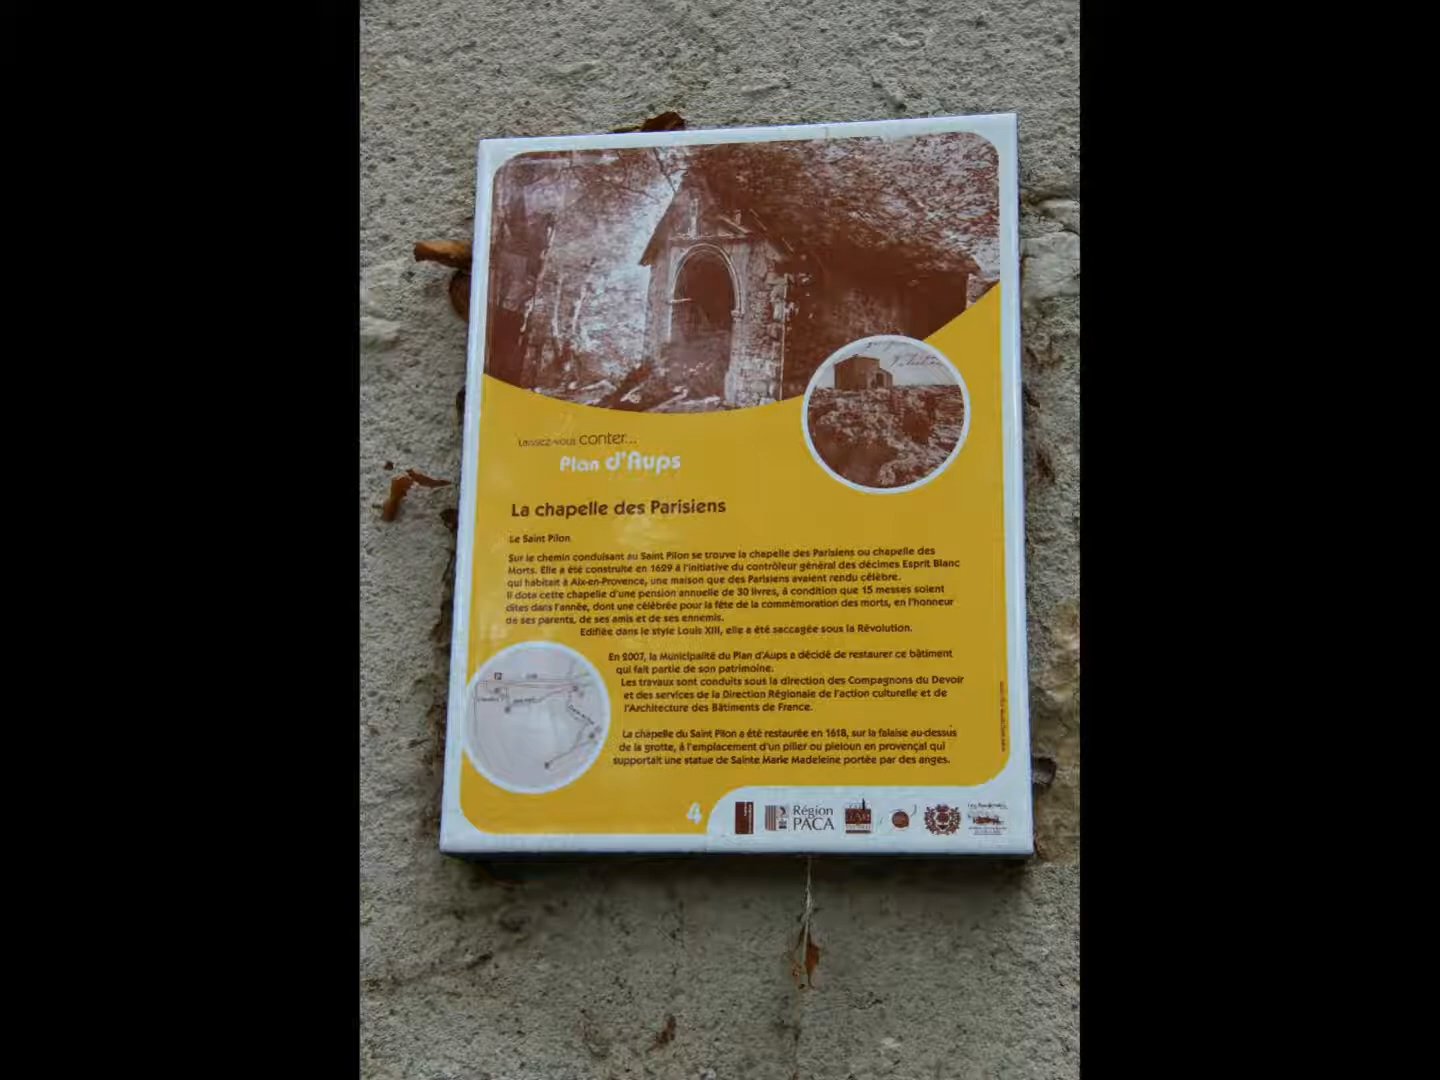 Laissez-vous conter...
Plan d'Aups
La chapelle des Parisiens
Le Saint Pilon
Sur le chemin conduisant au Saint Pilon se trouve la chapelle des Parisiens ou chapelle des
Morts. Elle a été construite en 1629 à l'initiative du contrôleur général des décimes Esprit Blanc
qui habitait à Aix-en-Provence, une maison que des Parisiens avaient rendu célèbre.
Il dota cette chapelle d'une pension annuelle de 30 livres, à condition que 15 messes soient
dites dans l'année, dont une célébrée pour la fête de la commémoration des morts, en l'honneur
de ses parents, de ses amis et de ses ennemis.
Edifiée dans le style Louis XIII, elle a été saccagée sous la Révolution.
En 2007, la Municipalité du Plan d'Aups a décidé de restaurer ce bâtiment
qui fait partie de son patrimoine.
Les travaux sont conduits sous la direction des Compagnons du Devoir
et des services de la Direction Régionale de l'action culturelle et de
l'Architecture des Bâtiments de France.
La chapelle du Saint Pilon a été restaurée en 1618, sur la falaise au-dessus
de la grotte, à l'emplacement d'un pilier ou pieloun en provençal qui
supportait une statue de Sainte Marie Madeleine portée par des anges.
4
Région
PACA